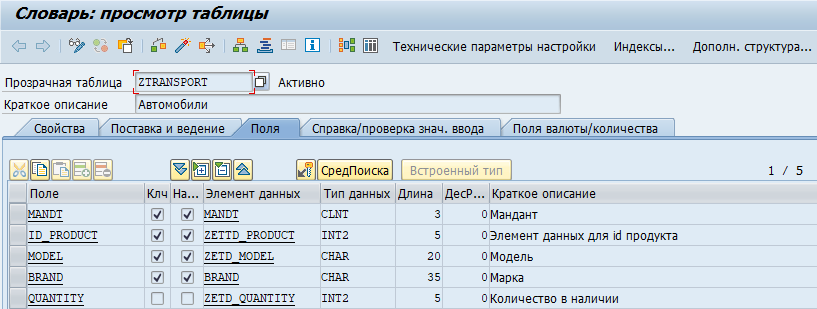 Словарь: просмотр таблицы
Технические параметры настройки Индексы... Дополн. структура...
Прозрачная таблица ZTRANSPORT Активно
Краткое описание Автомобили
Свойства Поставка и ведение Поля Справка/проверка знач. ввода Поля валюты/количества
СредПоиска Встроенный тип 1 / 5
Поле Клч На... Элемент данных Тип данных Длина ДесР... Краткое описание
MANDT MANDT CLNT 3 0 Мандант
ID_PRODUCT ZETTD_PRODUCT INT2 5 0 Элемент данных для id продукта
MODEL ZETD_MODEL CHAR 20 0 Модель
BRAND BRAND CHAR 35 0 Марка
QUANTITY ZETD_QUANTITY INT2 5 0 Количество в наличии